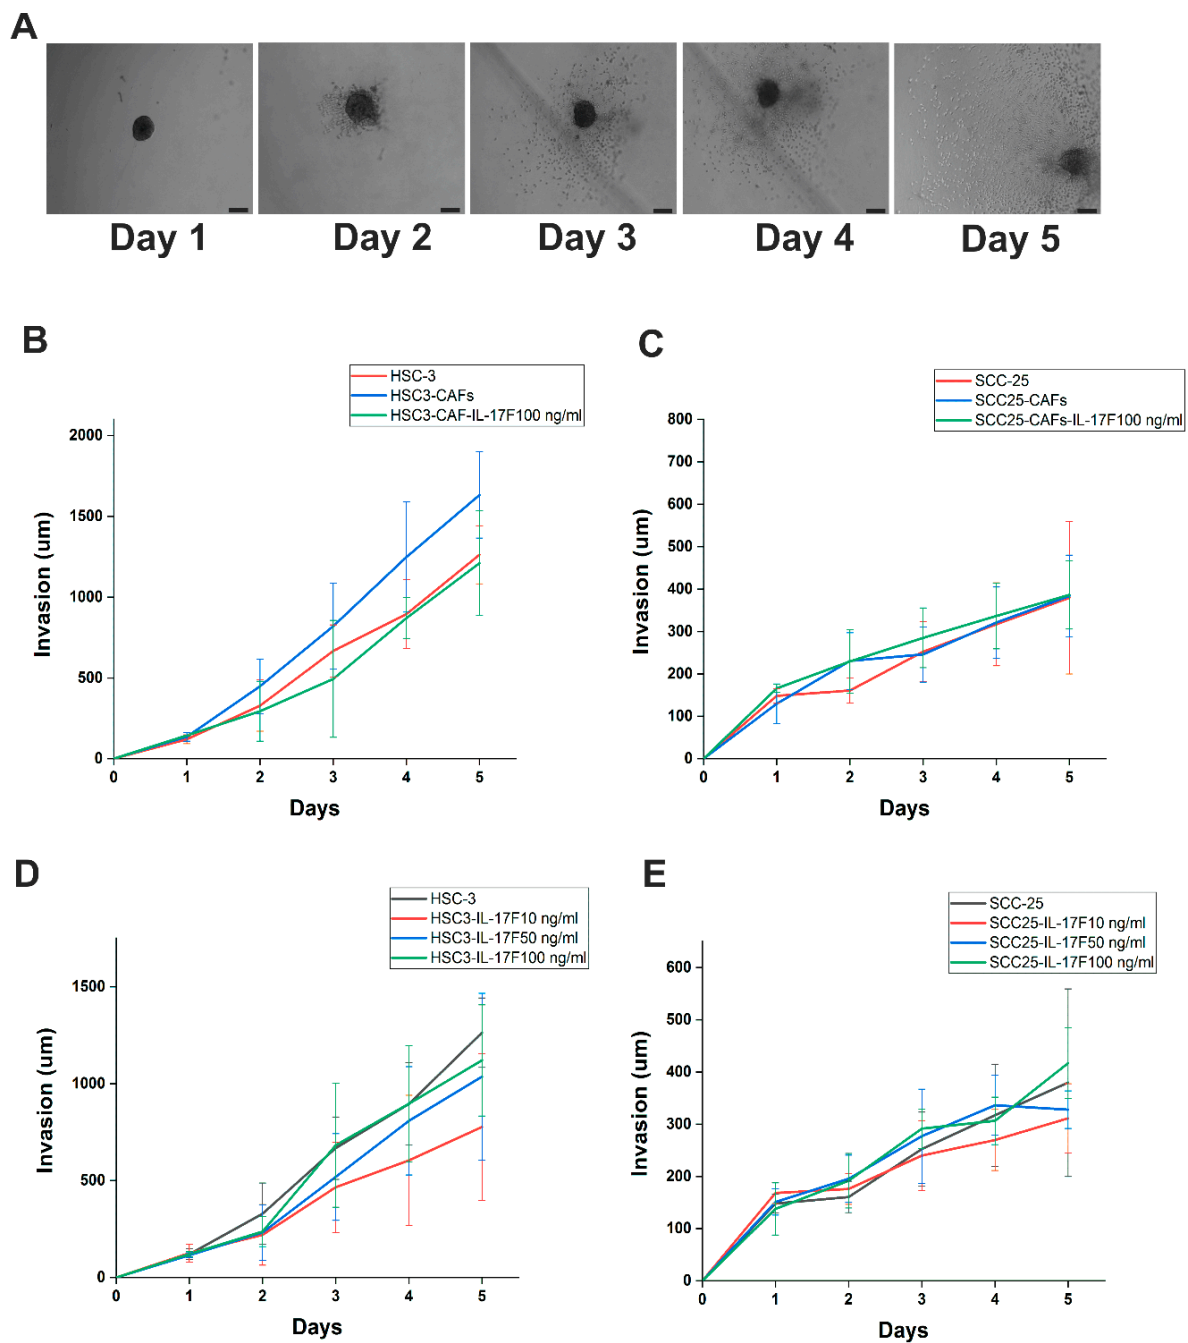 A
Day 1 Day 2 Day 3 Day 4 Day 5
B
HSC-3
HSC3-CAFs
HSC3-CAF-IL-17F100 ng/ml
2000
1500
1000
500
0
Invasion (um)
0 1 2 3 4 5
Days
C
SCC-25
SCC25-CAFs
SCC25-CAFs-IL-17F100 ng/ml
800
700
600
500
400
300
200
100
0
Invasion (um)
0 1 2 3 4 5
Days
D
HSC-3
HSC3-IL-17F10 ng/ml
HSC3-IL-17F50 ng/ml
HSC3-IL-17F100 ng/ml
1500
1000
500
0
Invasion (um)
0 1 2 3 4 5
Days
E
SCC-25
SCC25-IL-17F10 ng/ml
SCC25-IL-17F50 ng/ml
SCC25-IL-17F100 ng/ml
600
500
400
300
200
100
0
Invasion (um)
0 1 2 3 4 5
Days